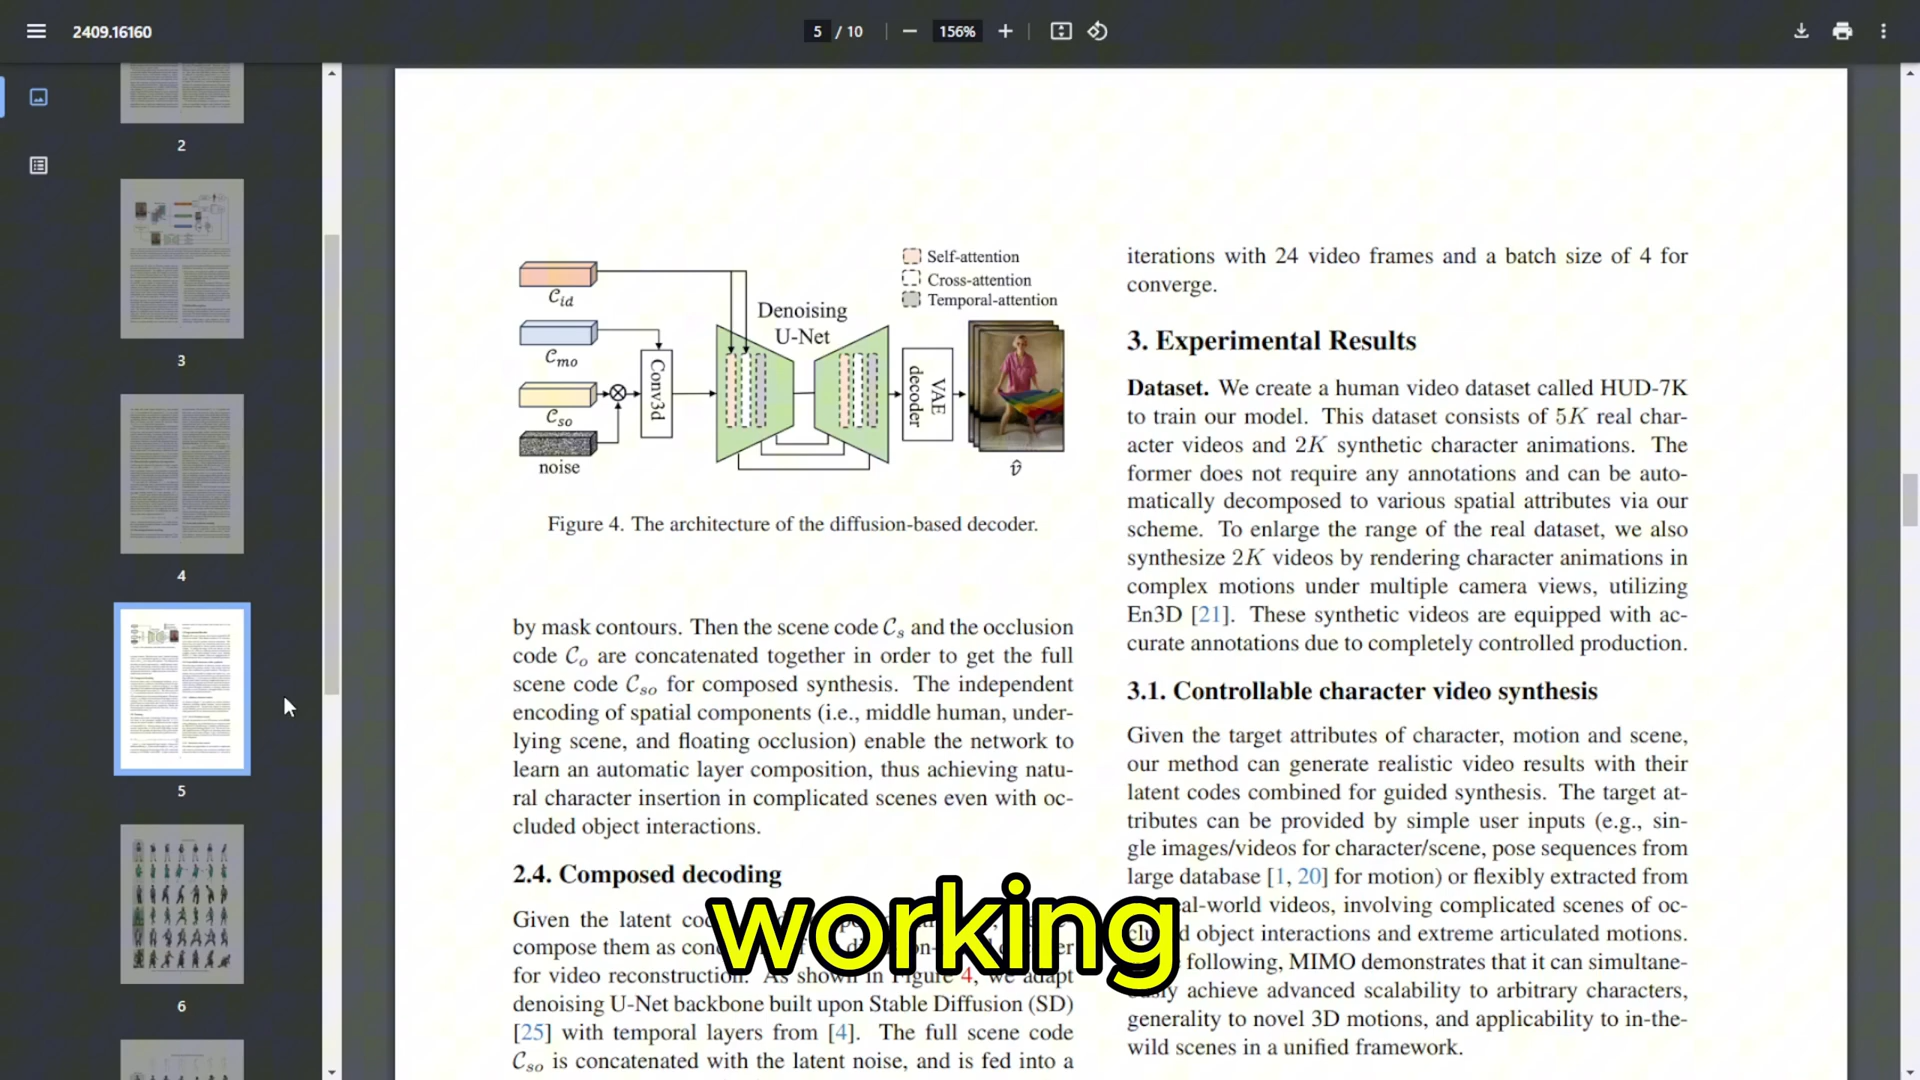 2409.16160
5 / 10
156%
2
3
4
5
6
Self-attention
Cross-attention
Temporal-attention
C_id
C_mo
C_so
noise
Conv3d
Denoising
U-Net
VAE
decoder
v̂
Figure 4. The architecture of the diffusion-based decoder.
by mask contours. Then the scene code C_s and the occlusion
code C_o are concatenated together in order to get the full
scene code C_so for composed synthesis. The independent
encoding of spatial components (i.e., middle human, under-
lying scene, and floating occlusion) enable the network to
learn an automatic layer composition, thus achieving natu-
ral character insertion in complicated scenes even with oc-
cluded object interactions.
2.4. Composed decoding
Given the latent
compose them as
for video reconstruction. As shown in Figure 4, we adapt
denoising U-Net backbone built upon Stable Diffusion (SD)
[25] with temporal layers from [4]. The full scene code
C_so is concatenated with the latent noise, and is fed into a
iterations with 24 video frames and a batch size of 4 for
converge.
3. Experimental Results
Dataset. We create a human video dataset called HUD-7K
to train our model. This dataset consists of 5K real char-
acter videos and 2K synthetic character animations. The
former does not require any annotations and can be auto-
matically decomposed to various spatial attributes via our
scheme. To enlarge the range of the real dataset, we also
synthesize 2K videos by rendering character animations in
complex motions under multiple camera views, utilizing
En3D [21]. These synthetic videos are equipped with ac-
curate annotations due to completely controlled production.
3.1. Controllable character video synthesis
Given the target attributes of character, motion and scene,
our method can generate realistic video results with their
latent codes combined for guided synthesis. The target at-
tributes can be provided by simple user inputs (e.g., sin-
gle images/videos for character/scene, pose sequences from
large database [1, 20] for motion) or flexibly extracted from
videos, involving complicated scenes of oc-
object interactions and extreme articulated motions.
following, MIMO demonstrates that it can simultane-
achieve advanced scalability to arbitrary characters,
generality to novel 3D motions, and applicability to in-the-
wild scenes in a unified framework.
working